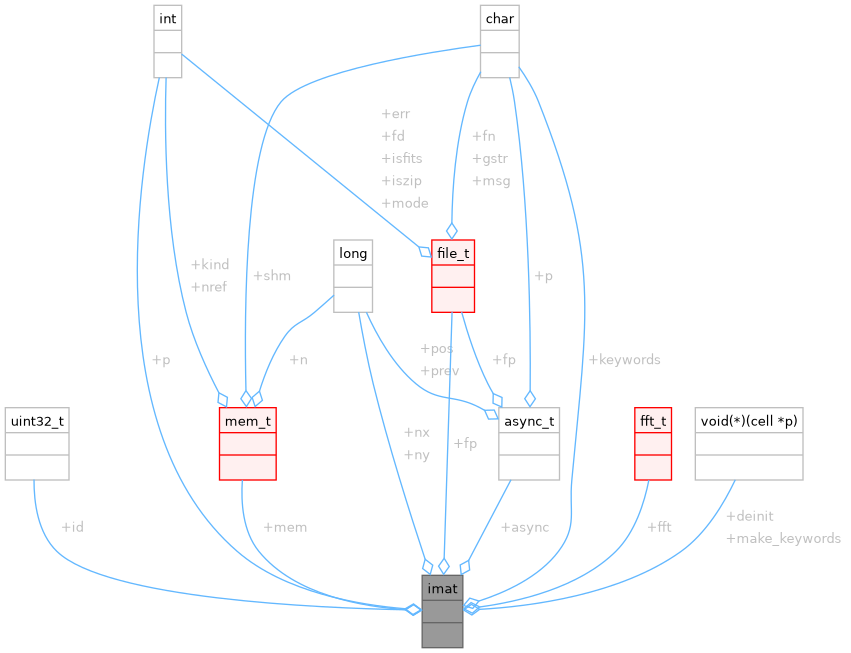 int
char
+err
+fd
+isfits
+iszip
+mode
+fn
+gstr
+msg
long
file_t
+kind
+nref
+shm
+p
+p
+n
+pos
+prev
+fp
+keywords
uint32_t
mem_t
async_t
fft_t
void(*)(cell *p)
+nx
+ny
+fp
+id
+mem
+async
+fft
+deinit
+make_keywords
imat